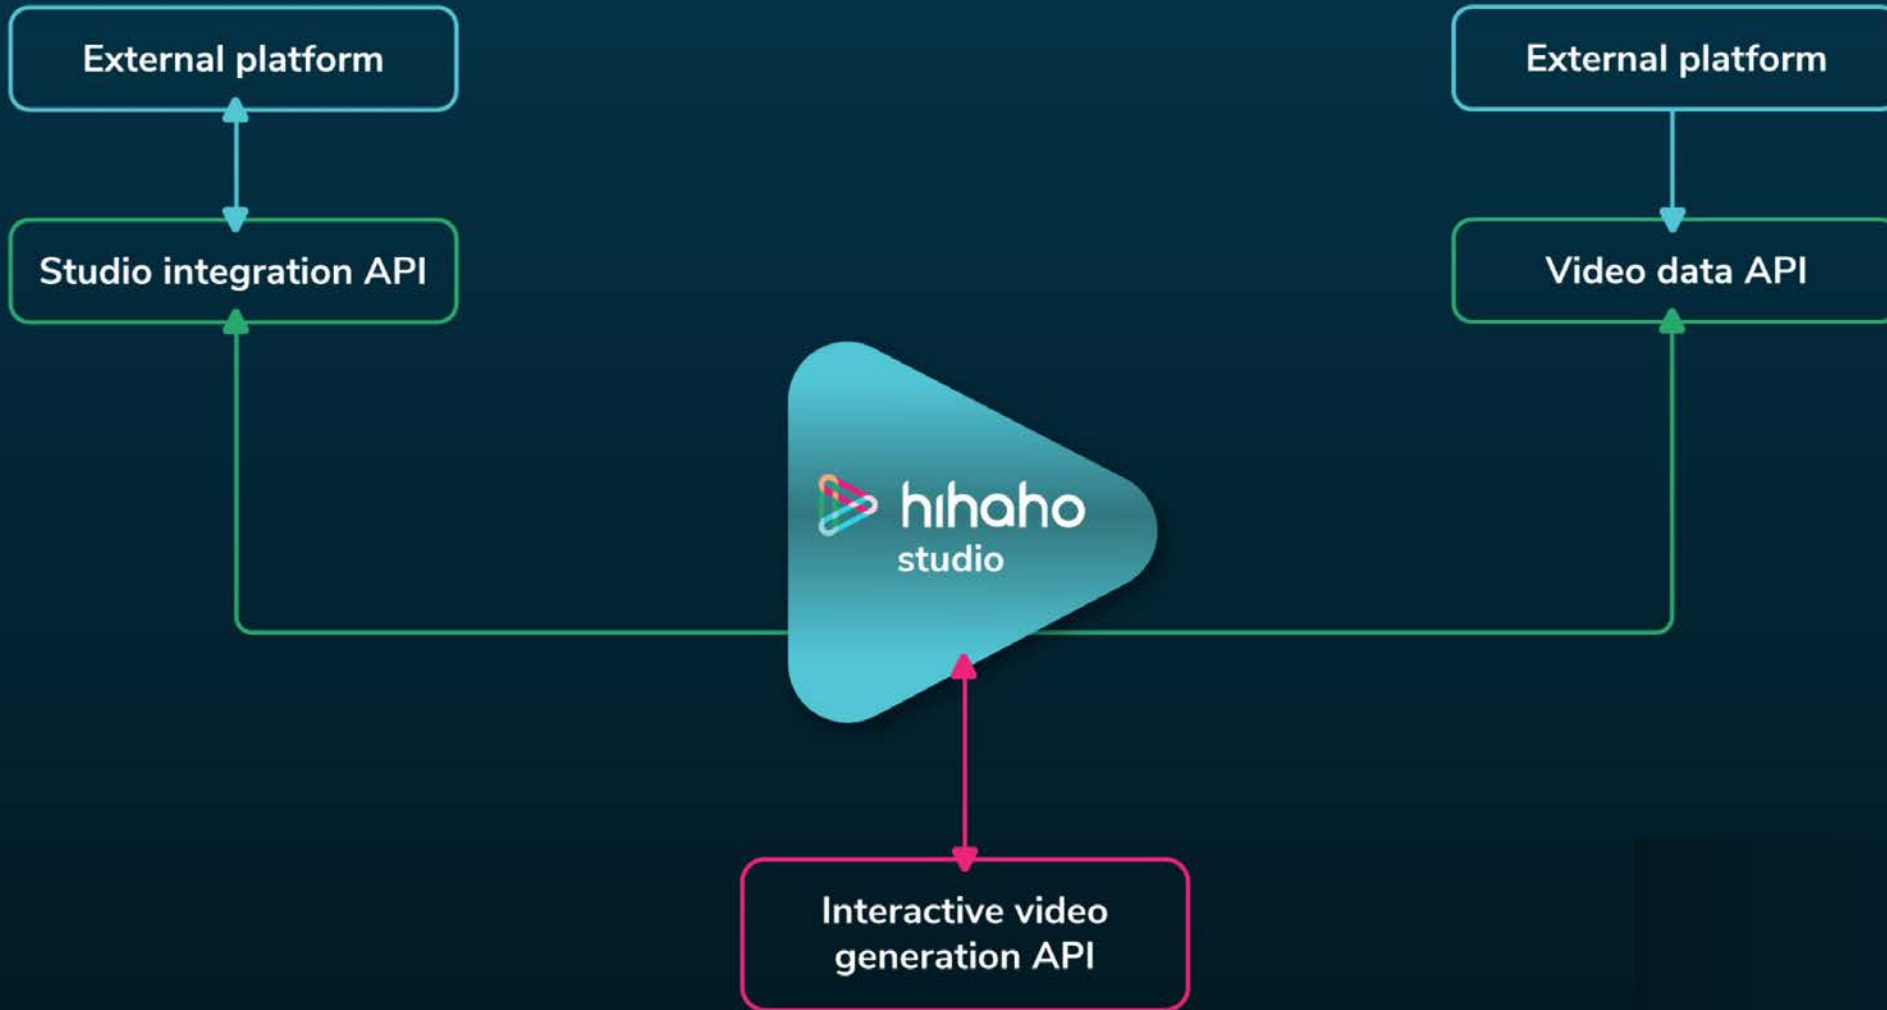 External platform
External platform
Studio integration API
Video data API
hihaho
studio
Interactive video
generation API